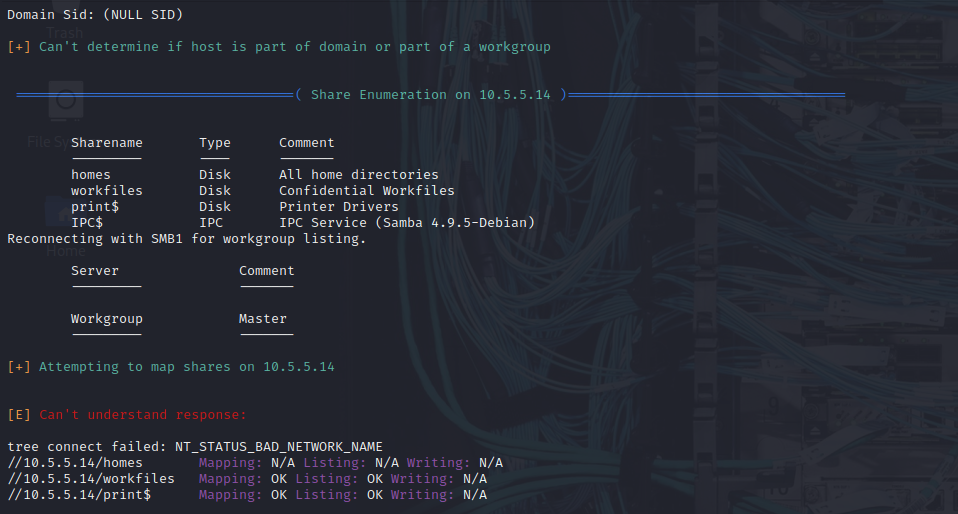 Domain Sid: (NULL SID)
[+] Can't determine if host is part of domain or part of a workgroup
( Share Enumeration on 10.5.5.14 )
Sharename Type Comment
homes Disk All home directories
workfiles Disk Confidential Workfiles
print$ Disk Printer Drivers
IPC$ IPC IPC Service (Samba 4.9.5-Debian)
Reconnecting with SMB1 for workgroup listing.
Server Comment
Workgroup Master
[+] Attempting to map shares on 10.5.5.14
[E] Can't understand response:
tree connect failed: NT_STATUS_BAD_NETWORK_NAME
//10.5.5.14/homes Mapping: N/A Listing: N/A Writing: N/A
//10.5.5.14/workfiles Mapping: OK Listing: OK Writing: N/A
//10.5.5.14/print$ Mapping: OK Listing: OK Writing: N/A
Trash
Home